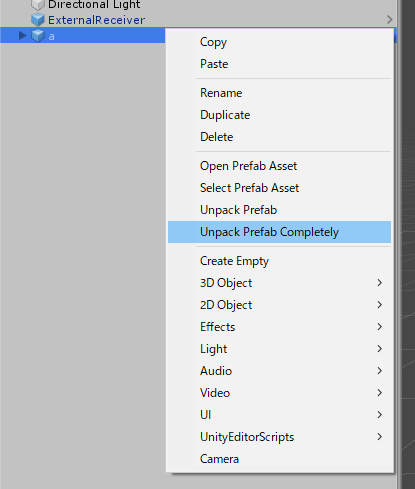 Directional Light
ExternalReceiver
a
Copy
Paste
Rename
Duplicate
Delete
Open Prefab Asset
Select Prefab Asset
Unpack Prefab
Unpack Prefab Completely
Create Empty
3D Object
2D Object
Effects
Light
Audio
Video
UI
UnityEditorScripts
Camera